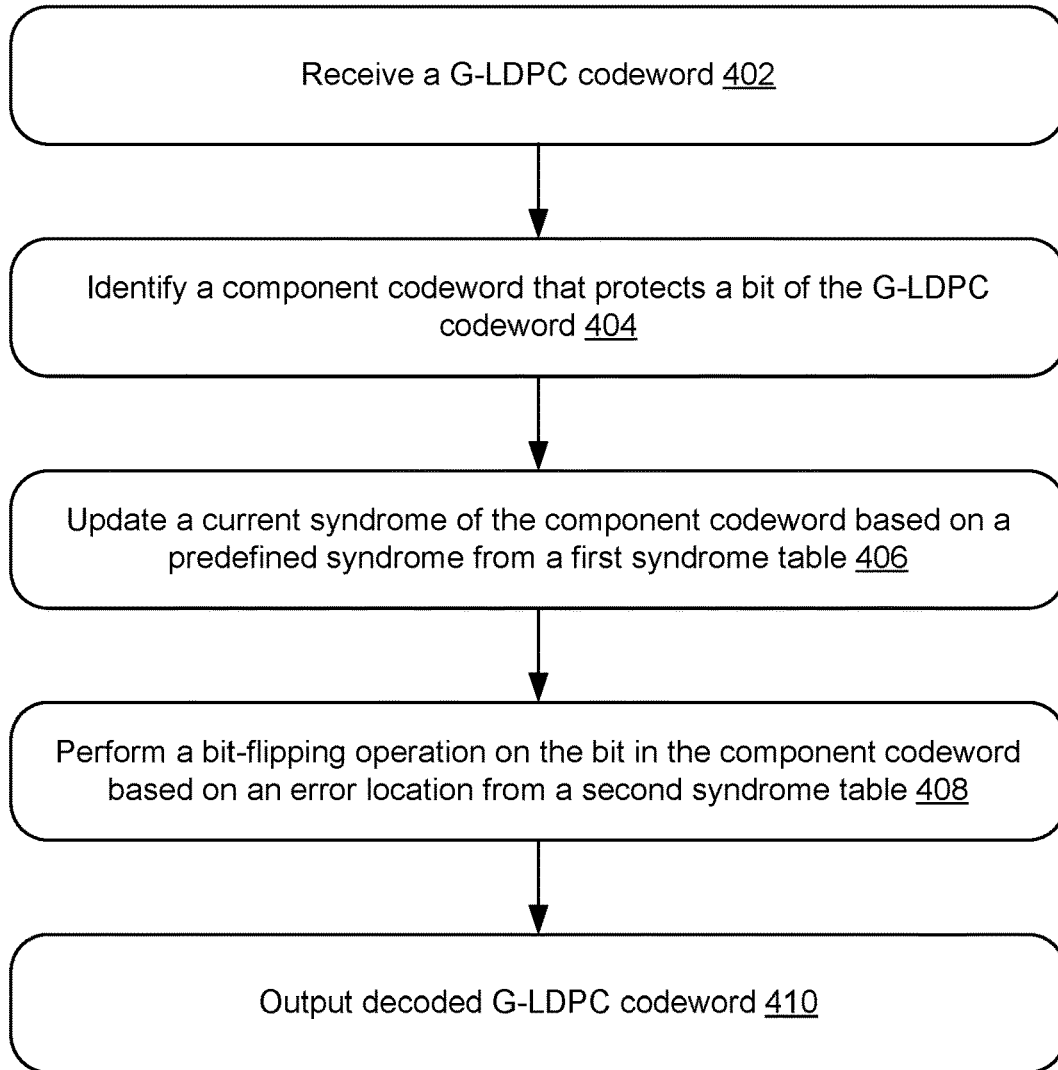 Receive a G-LDPC codeword 402
Identify a component codeword that protects a bit of the G-LDPC
codeword 404
Update a current syndrome of the component codeword based on a
predefined syndrome from a first syndrome table 406
Perform a bit-flipping operation on the bit in the component codeword
based on an error location from a second syndrome table 408
Output decoded G-LDPC codeword 410